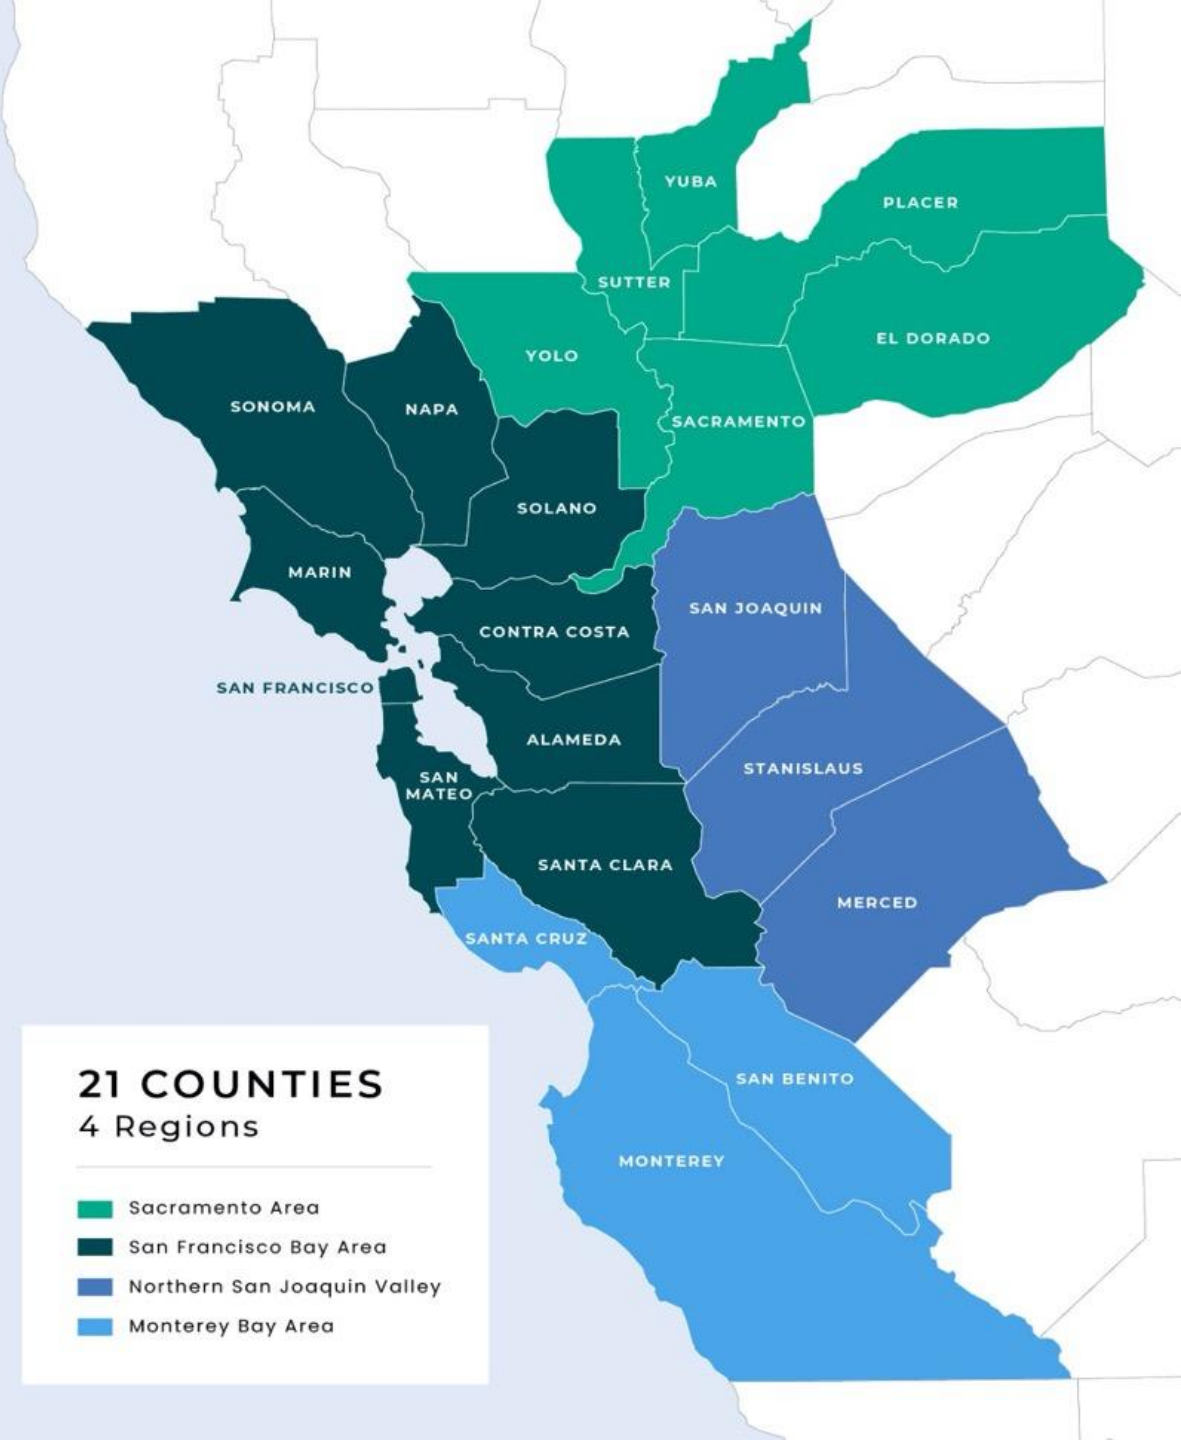 YUBA
PLACER
SUTTER
EL DORADO
YOLO
SONOMA
NAPA
SACRAMENTO
SOLANO
MARIN
SAN JOAQUIN
CONTRA COSTA
SAN FRANCISCO
ALAMEDA
STANISLAUS
SAN
MATEO
SANTA CLARA
MERCED
SANTA CRUZ
SAN BENITO
MONTEREY
21 COUNTIES
4 Regions
Sacramento Area
San Francisco Bay Area
Northern San Joaquin Valley
Monterey Bay Area